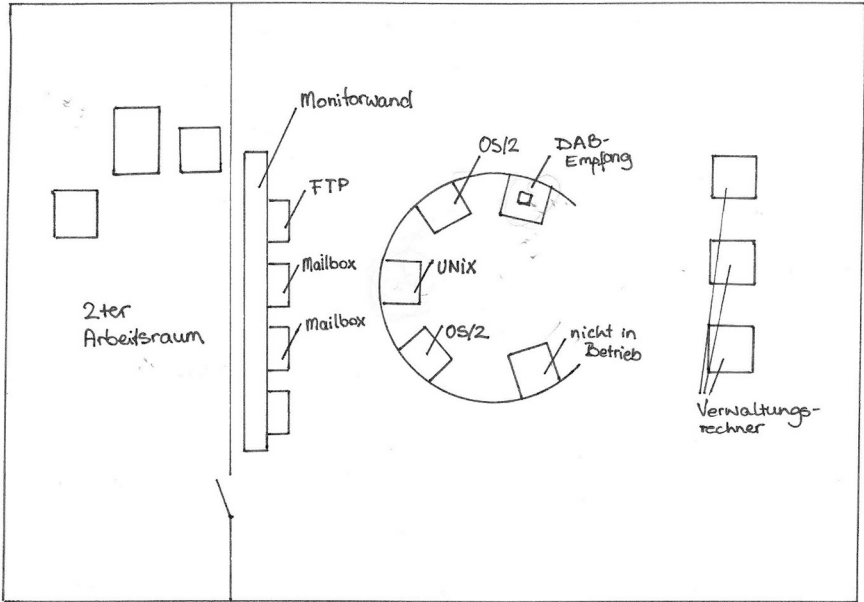 Monitorwand
OS/2
DAB-
Empfang
FTP
Mailbox
UNiX
Mailbox
OS/2
nicht in
Betrieb
2ter
Arbeitsraum
Verwaltungs-
rechner